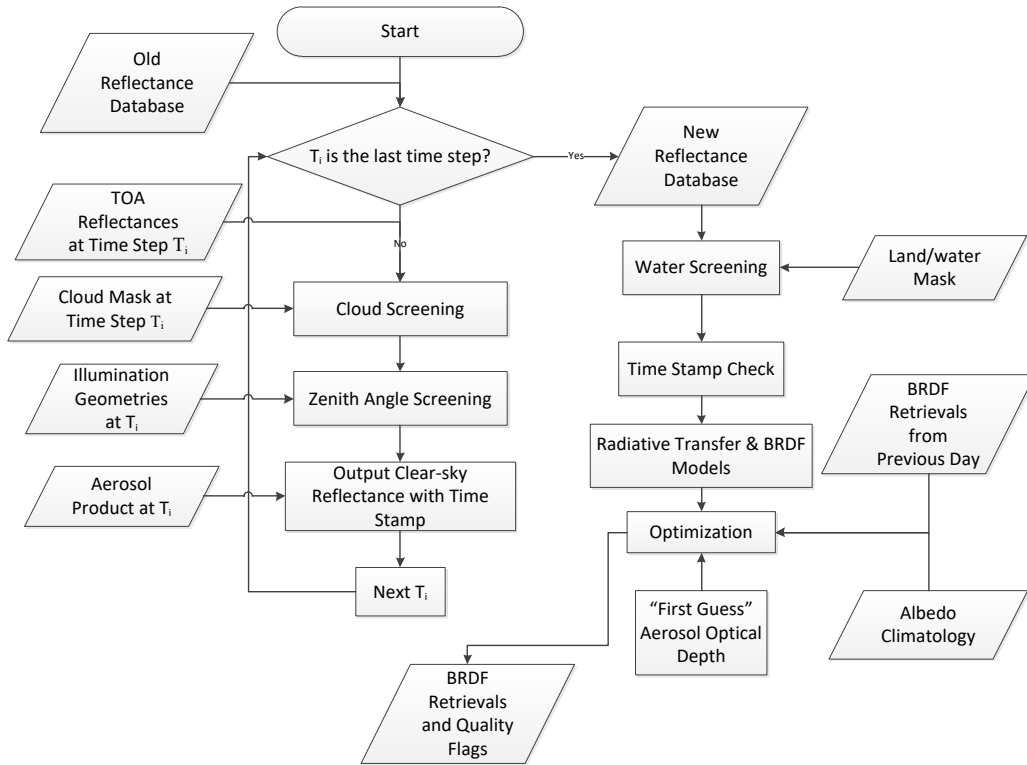 Start
Old
Reflectance
Database
Tᵢ is the last time step?
Yes
New
Reflectance
Database
TOA
Reflectances
at Time Step Tᵢ
No
Water Screening
Land/water
Mask
Cloud Mask at
Time Step Tᵢ
Cloud Screening
Time Stamp Check
Illumination
Geometries
at Tᵢ
Zenith Angle Screening
BRDF
Retrievals
from
Previous Day
Radiative Transfer & BRDF
Models
Aerosol
Product at Tᵢ
Output Clear-sky
Reflectance with Time
Stamp
Optimization
Next Tᵢ
“First Guess”
Aerosol Optical
Depth
Albedo
Climatology
BRDF
Retrievals
and Quality
Flags